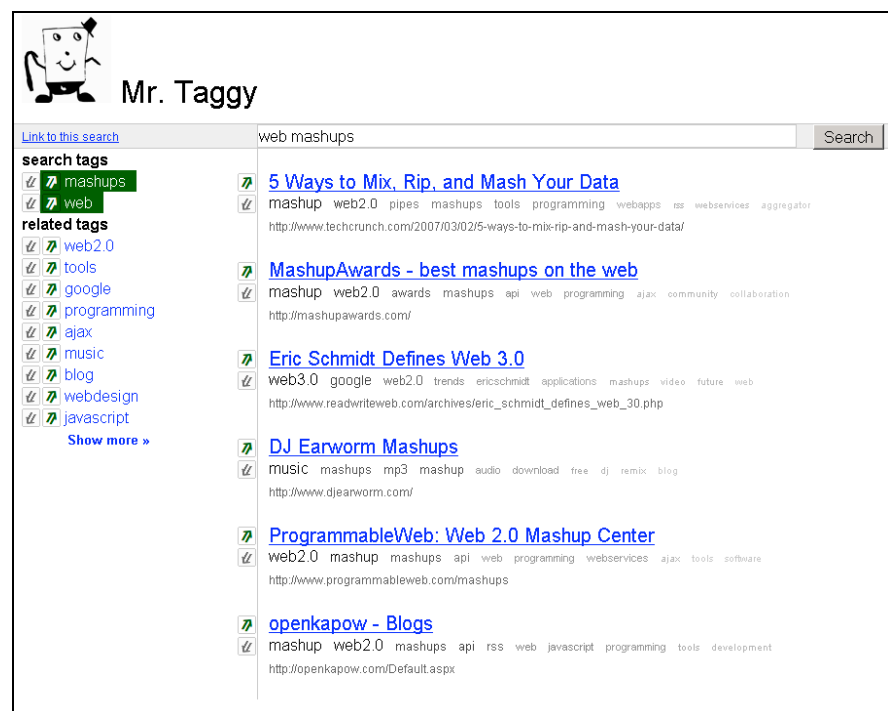 Mr. Taggy
Link to this search
web mashups
Search
search tags
mashups
web
related tags
web2.0
tools
google
programming
ajax
music
blog
webdesign
javascript
Show more »
5 Ways to Mix, Rip, and Mash Your Data
mashup web2.0 pipes mashups tools programming webapps rss webservices aggregator
http://www.techcrunch.com/2007/03/02/5-ways-to-mix-rip-and-mash-your-data/
MashupAwards - best mashups on the web
mashup web2.0 awards mashups api web programming ajax community collaboration
http://mashupawards.com/
Eric Schmidt Defines Web 3.0
web3.0 google web2.0 trends ericschmidt applications mashups video future web
http://www.readwriteweb.com/archives/eric_schmidt_defines_web_30.php
DJ Earworm Mashups
music mashups mp3 mashup audio download free dj remix blog
http://www.djearworm.com/
ProgrammableWeb: Web 2.0 Mashup Center
web2.0 mashup mashups api web programming webservices ajax tools software
http://www.programmableweb.com/mashups
openkapow - Blogs
mashup web2.0 mashups api rss web javascript programming tools development
http://openkapow.com/Default.aspx